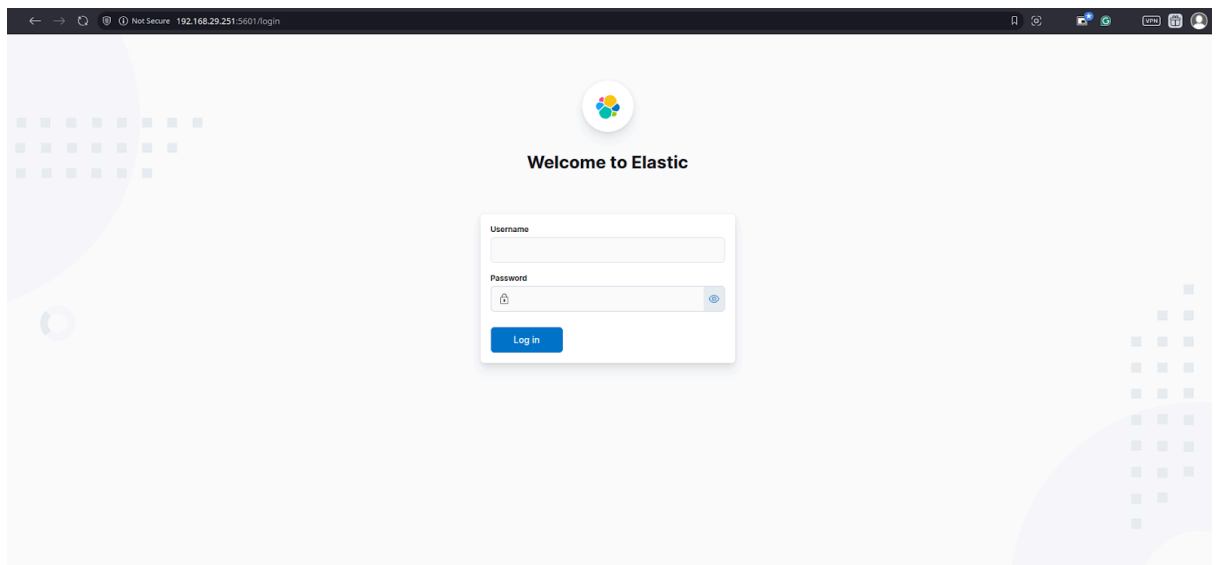 Not Secure 192.168.29.251:5601/login
VPN
Welcome to Elastic
Username
Password
Log in